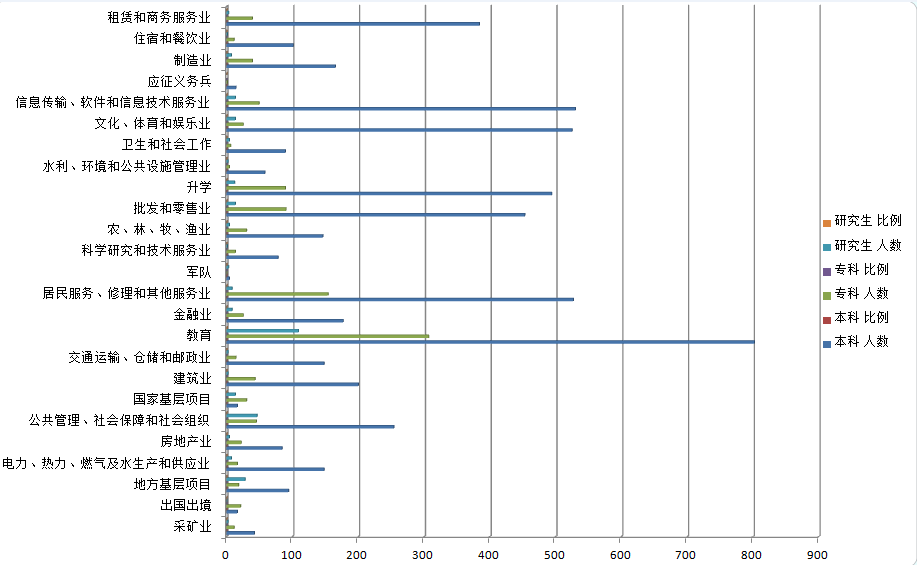 租赁和商务服务业
住宿和餐饮业
制造业
应征义务兵
信息传输、软件和信息技术服务业
文化、体育和娱乐业
卫生和社会工作
水利、环境和公共设施管理业
升学
批发和零售业
农、林、牧、渔业
科学研究和技术服务业
军队
居民服务、修理和其他服务业
金融业
教育
交通运输、仓储和邮政业
建筑业
国家基层项目
公共管理、社会保障和社会组织
房地产业
电力、热力、燃气及水生产和供应业
地方基层项目
出国出境
采矿业
0 100 200 300 400 500 600 700 800 900
研究生 比例
研究生 人数
专科 比例
专科 人数
本科 比例
本科 人数